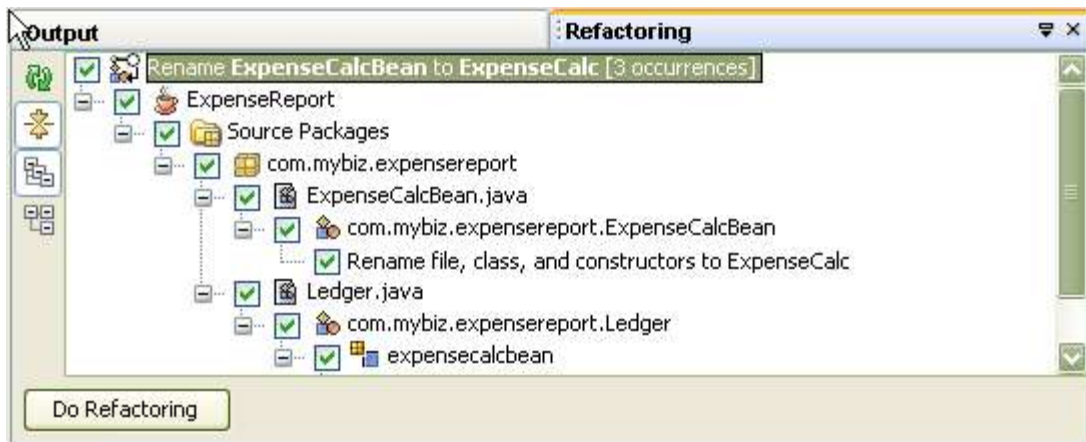 Output
Refactoring
Rename ExpenseCalcBean to ExpenseCalc [3 occurrences]
ExpenseReport
Source Packages
com.mybiz.expensereport
ExpenseCalcBean.java
com.mybiz.expensereport.ExpenseCalcBean
Rename file, class, and constructors to ExpenseCalc
Ledger.java
com.mybiz.expensereport.Ledger
expensecalcbean
Do Refactoring